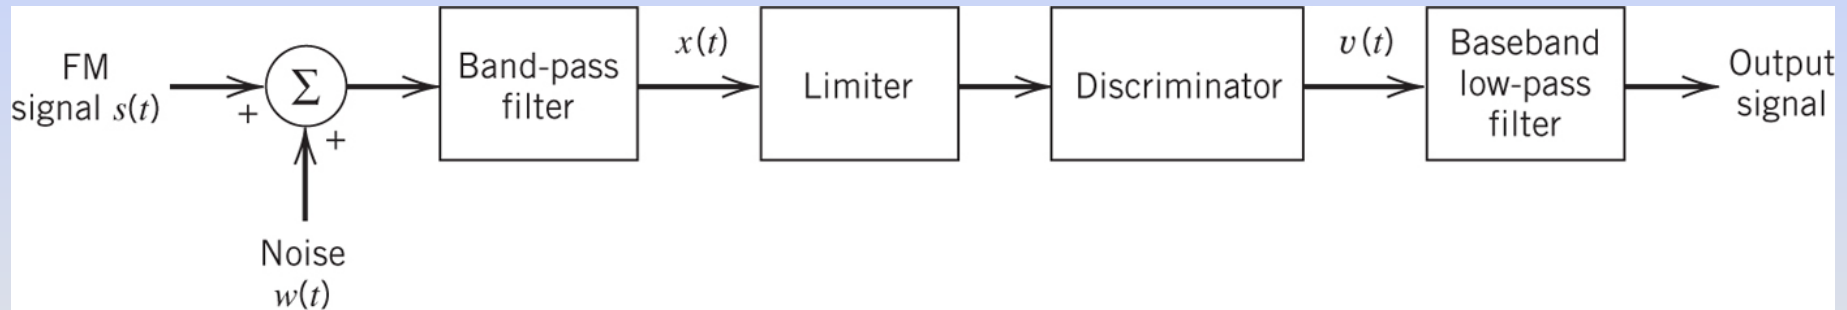 FM
signal s(t)
+
Σ
+
Noise
w(t)
Band-pass
filter
x(t)
Limiter
Discriminator
v(t)
Baseband
low-pass
filter
Output
signal